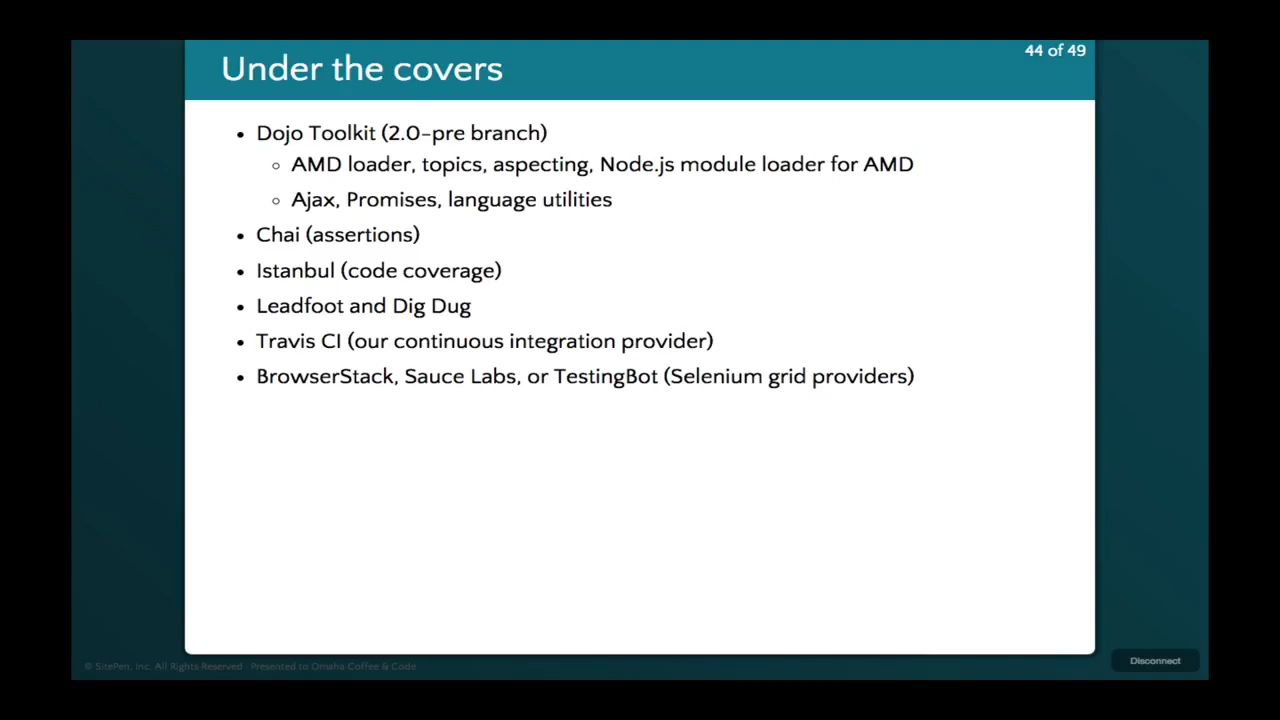 44 of 49
Under the covers
• Dojo Toolkit (2.0-pre branch)
◦ AMD loader, topics, aspecting, Node.js module loader for AMD
◦ Ajax, Promises, language utilities
• Chai (assertions)
• Istanbul (code coverage)
• Leadfoot and Dig Dug
• Travis CI (our continuous integration provider)
• BrowserStack, Sauce Labs, or TestingBot (Selenium grid providers)
© SitePen, Inc. All Rights Reserved - Presented to Omaha Coffee & Code
Disconnect